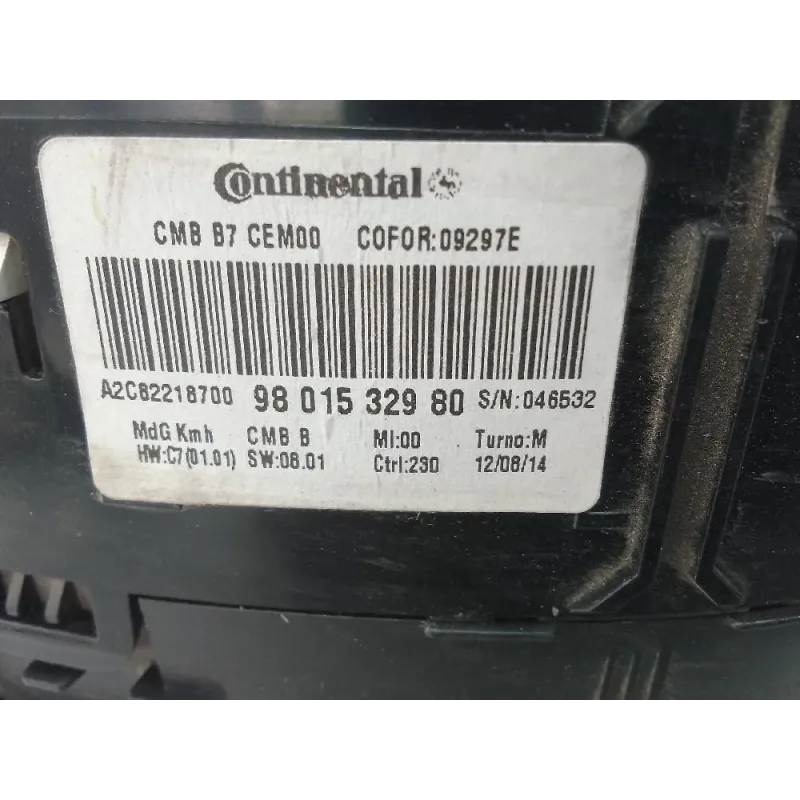 Continental
CMB B7 CEM00 COFOR:09297E
A2C82218700 98 015 329 80 S/N:046532
MdG Kmh CMB B MI:00 Turno:M
HW:C7(01.01) SW:08.01 Ctrl:230 12/08/14